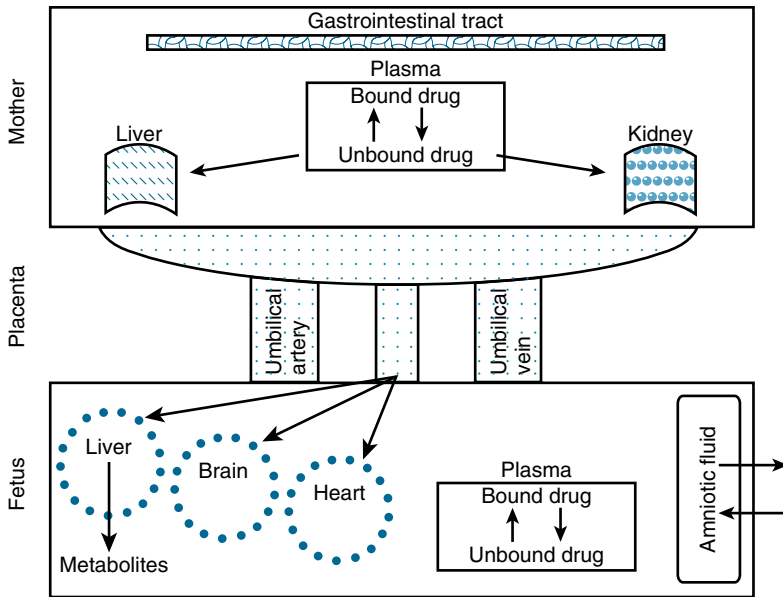 Gastrointestinal tract
Mother
Plasma
Bound drug
Unbound drug
Liver
Kidney
Placenta
Umbilical
artery
Umbilical
vein
Fetus
Liver
Brain
Heart
Metabolites
Plasma
Bound drug
Unbound drug
Amniotic fluid